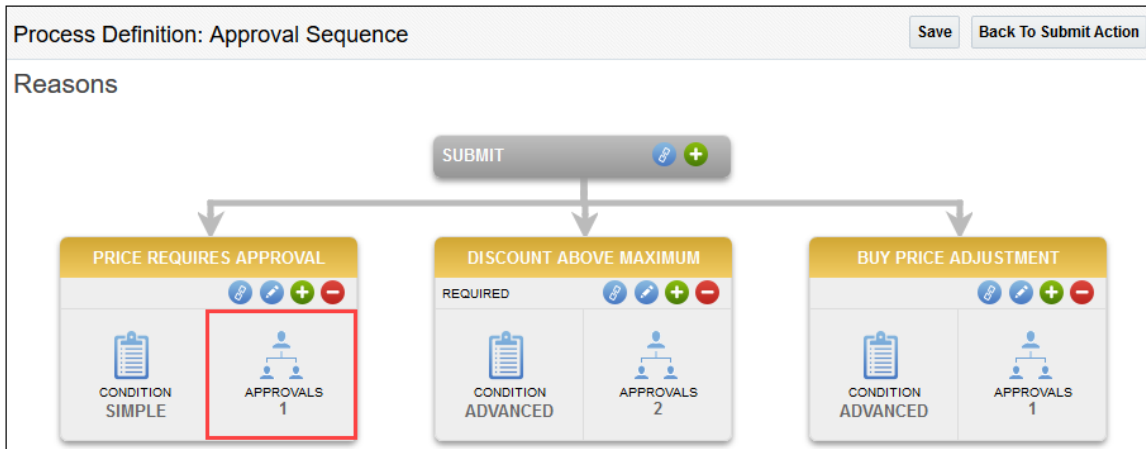 Process Definition: Approval Sequence
Save
Back To Submit Action
Reasons
SUBMIT
PRICE REQUIRES APPROVAL
DISCOUNT ABOVE MAXIMUM
BUY PRICE ADJUSTMENT
REQUIRED
CONDITION
SIMPLE
APPROVALS
1
CONDITION
ADVANCED
APPROVALS
2
CONDITION
ADVANCED
APPROVALS
1